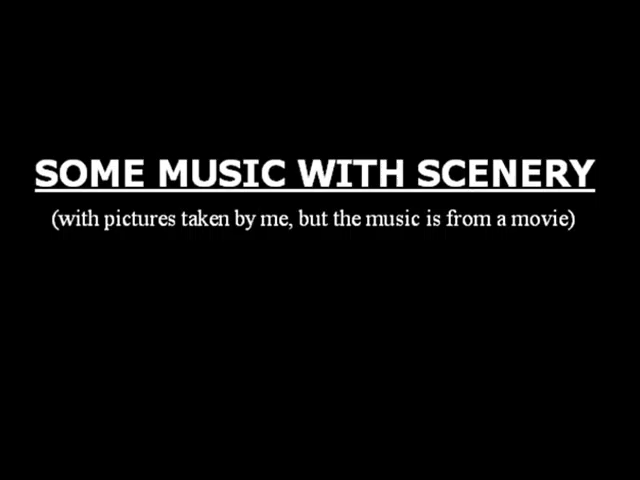 SOME MUSIC WITH SCENERY
(with pictures taken by me, but the music is from a movie)